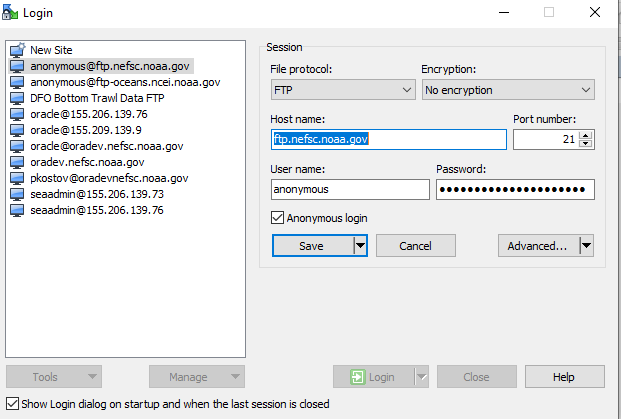 Login
New Site
anonymous@ftp.nefsc.noaa.gov
anonymous@ftp-oceans.ncei.noaa.gov
DFO Bottom Trawl Data FTP
oracle@155.206.139.76
oracle@155.209.139.9
oracle@oradev.nefsc.noaa.gov
oradev.nefsc.noaa.gov
pkostov@oradevnefsc.noaa.gov
seaadmin@155.206.139.73
seaadmin@155.206.139.76
Session
File protocol: Encryption:
FTP No encryption
Host name: Port number:
ftp.nefsc.noaa.gov 21
User name: Password:
anonymous ●●●●●●●●●●●●●●●●●●●●●
Anonymous login
Save Cancel Advanced...
Tools Manage Login Close Help
Show Login dialog on startup and when the last session is closed